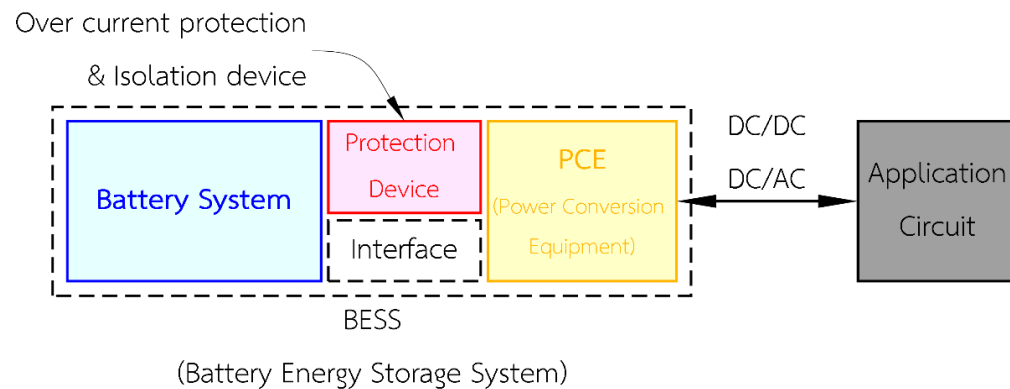 Over current protection
& Isolation device
Battery System
Protection
Device
Interface
PCE
(Power Conversion
Equipment)
DC/DC
DC/AC
Application
Circuit
BESS
(Battery Energy Storage System)